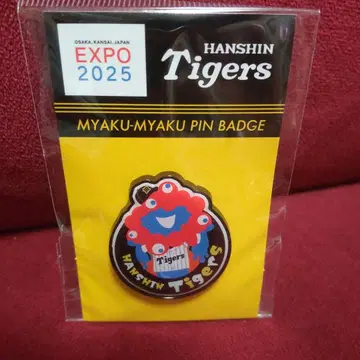 OSAKA, KANSAI, JAPAN
EXPO
2025
HANSHIN
Tigers
MYAKU-MYAKU PIN BADGE
Tigers
HANSHIN Tigers